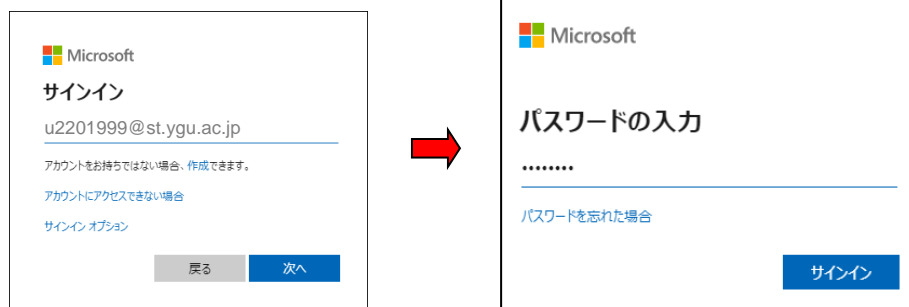 Microsoft
サインイン
u2201999@st.ygu.ac.jp
アカウントをお持ちではない場合、作成できます。
アカウントにアクセスできない場合
サインイン オプション
戻る
次へ
Microsoft
パスワードの入力
••••••••
パスワードを忘れた場合
サインイン